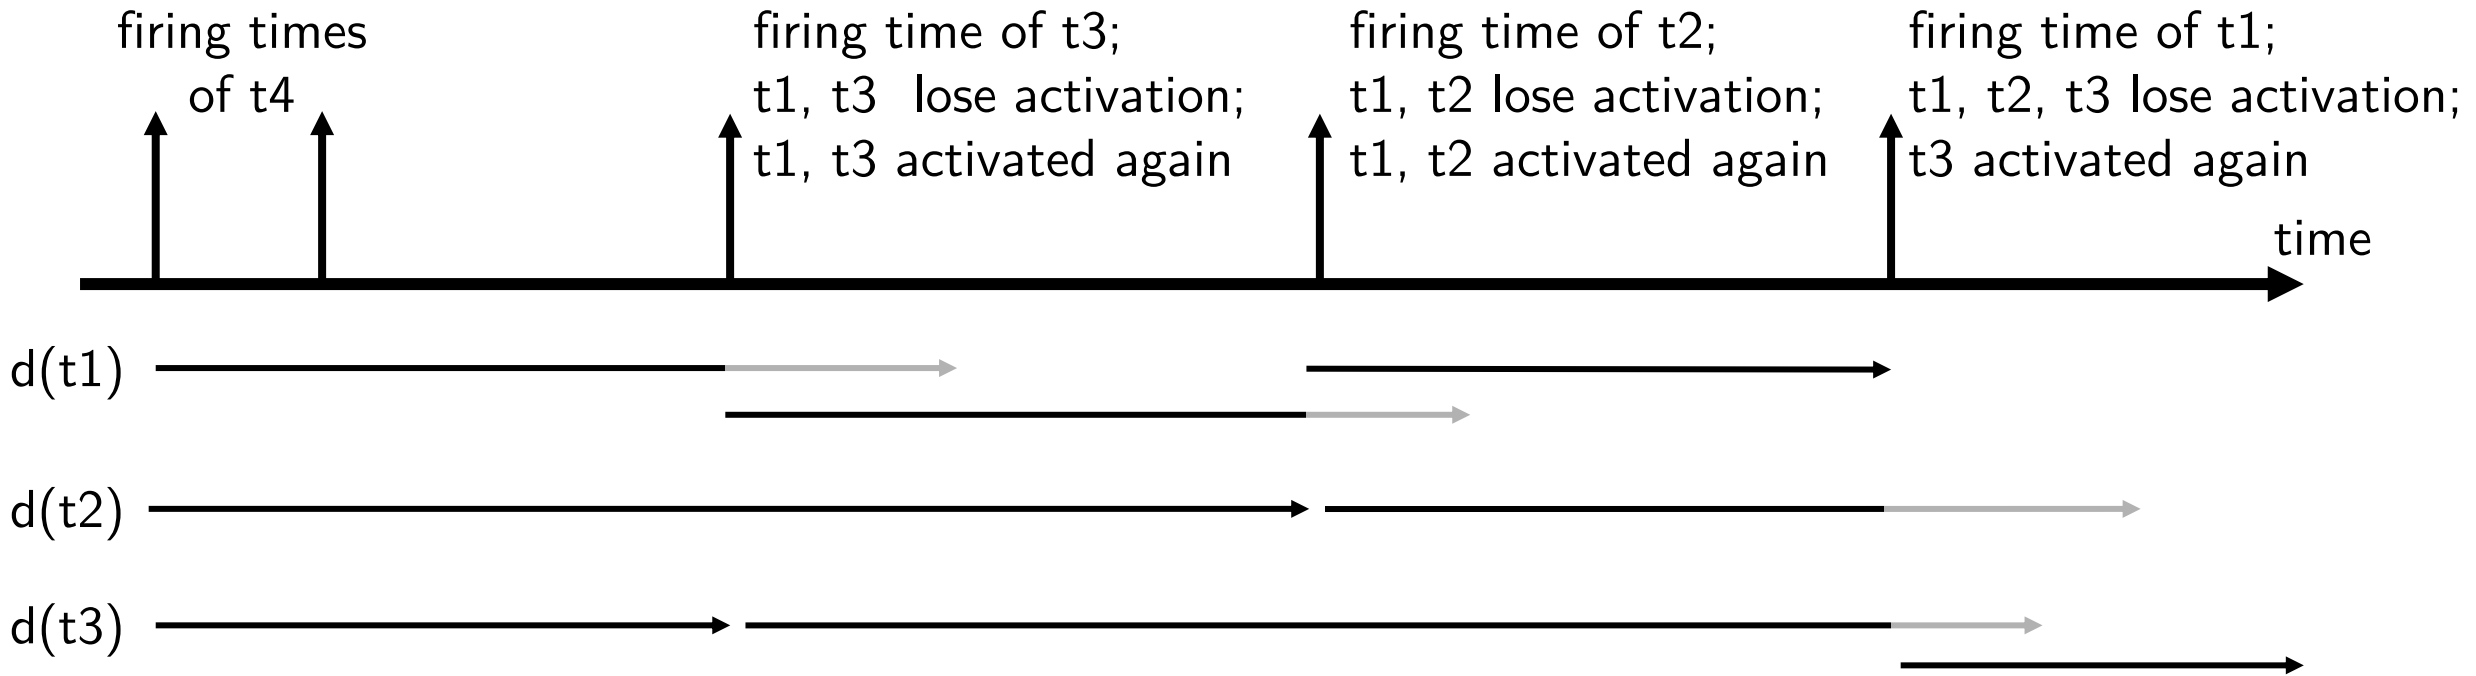 firing times
of t4
firing time of t3;
t1, t3 lose activation;
t1, t3 activated again
firing time of t2;
t1, t2 lose activation;
t1, t2 activated again
firing time of t1;
t1, t2, t3 lose activation;
t3 activated again
time
d(t1)
d(t2)
d(t3)